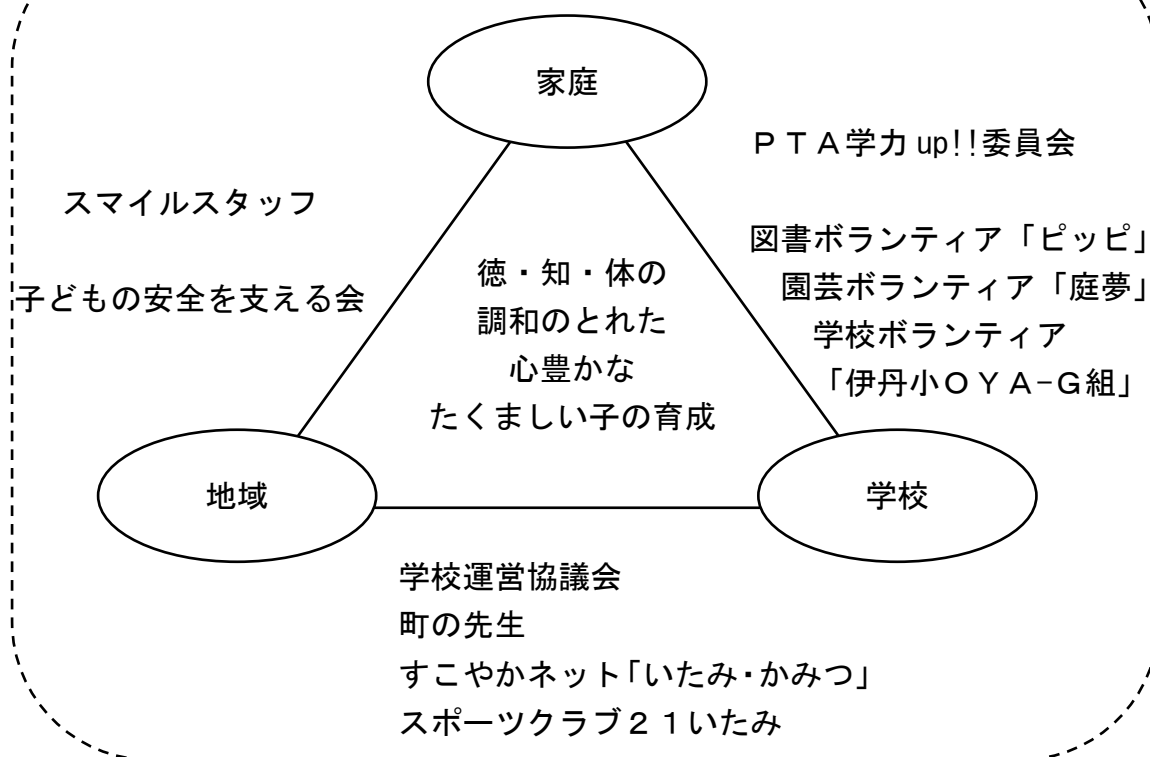 家庭
ＰＴＡ学力up!!委員会
スマイルスタッフ
子どもの安全を支える会
図書ボランティア「ピッピ」
園芸ボランティア「庭夢」
学校ボランティア
「伊丹小ＯＹＡ−Ｇ組」
徳・知・体の
調和のとれた
心豊かな
たくましい子の育成
地域
学校
学校運営協議会
町の先生
すこやかネット「いたみ・かみつ」
スポーツクラブ２１いたみ